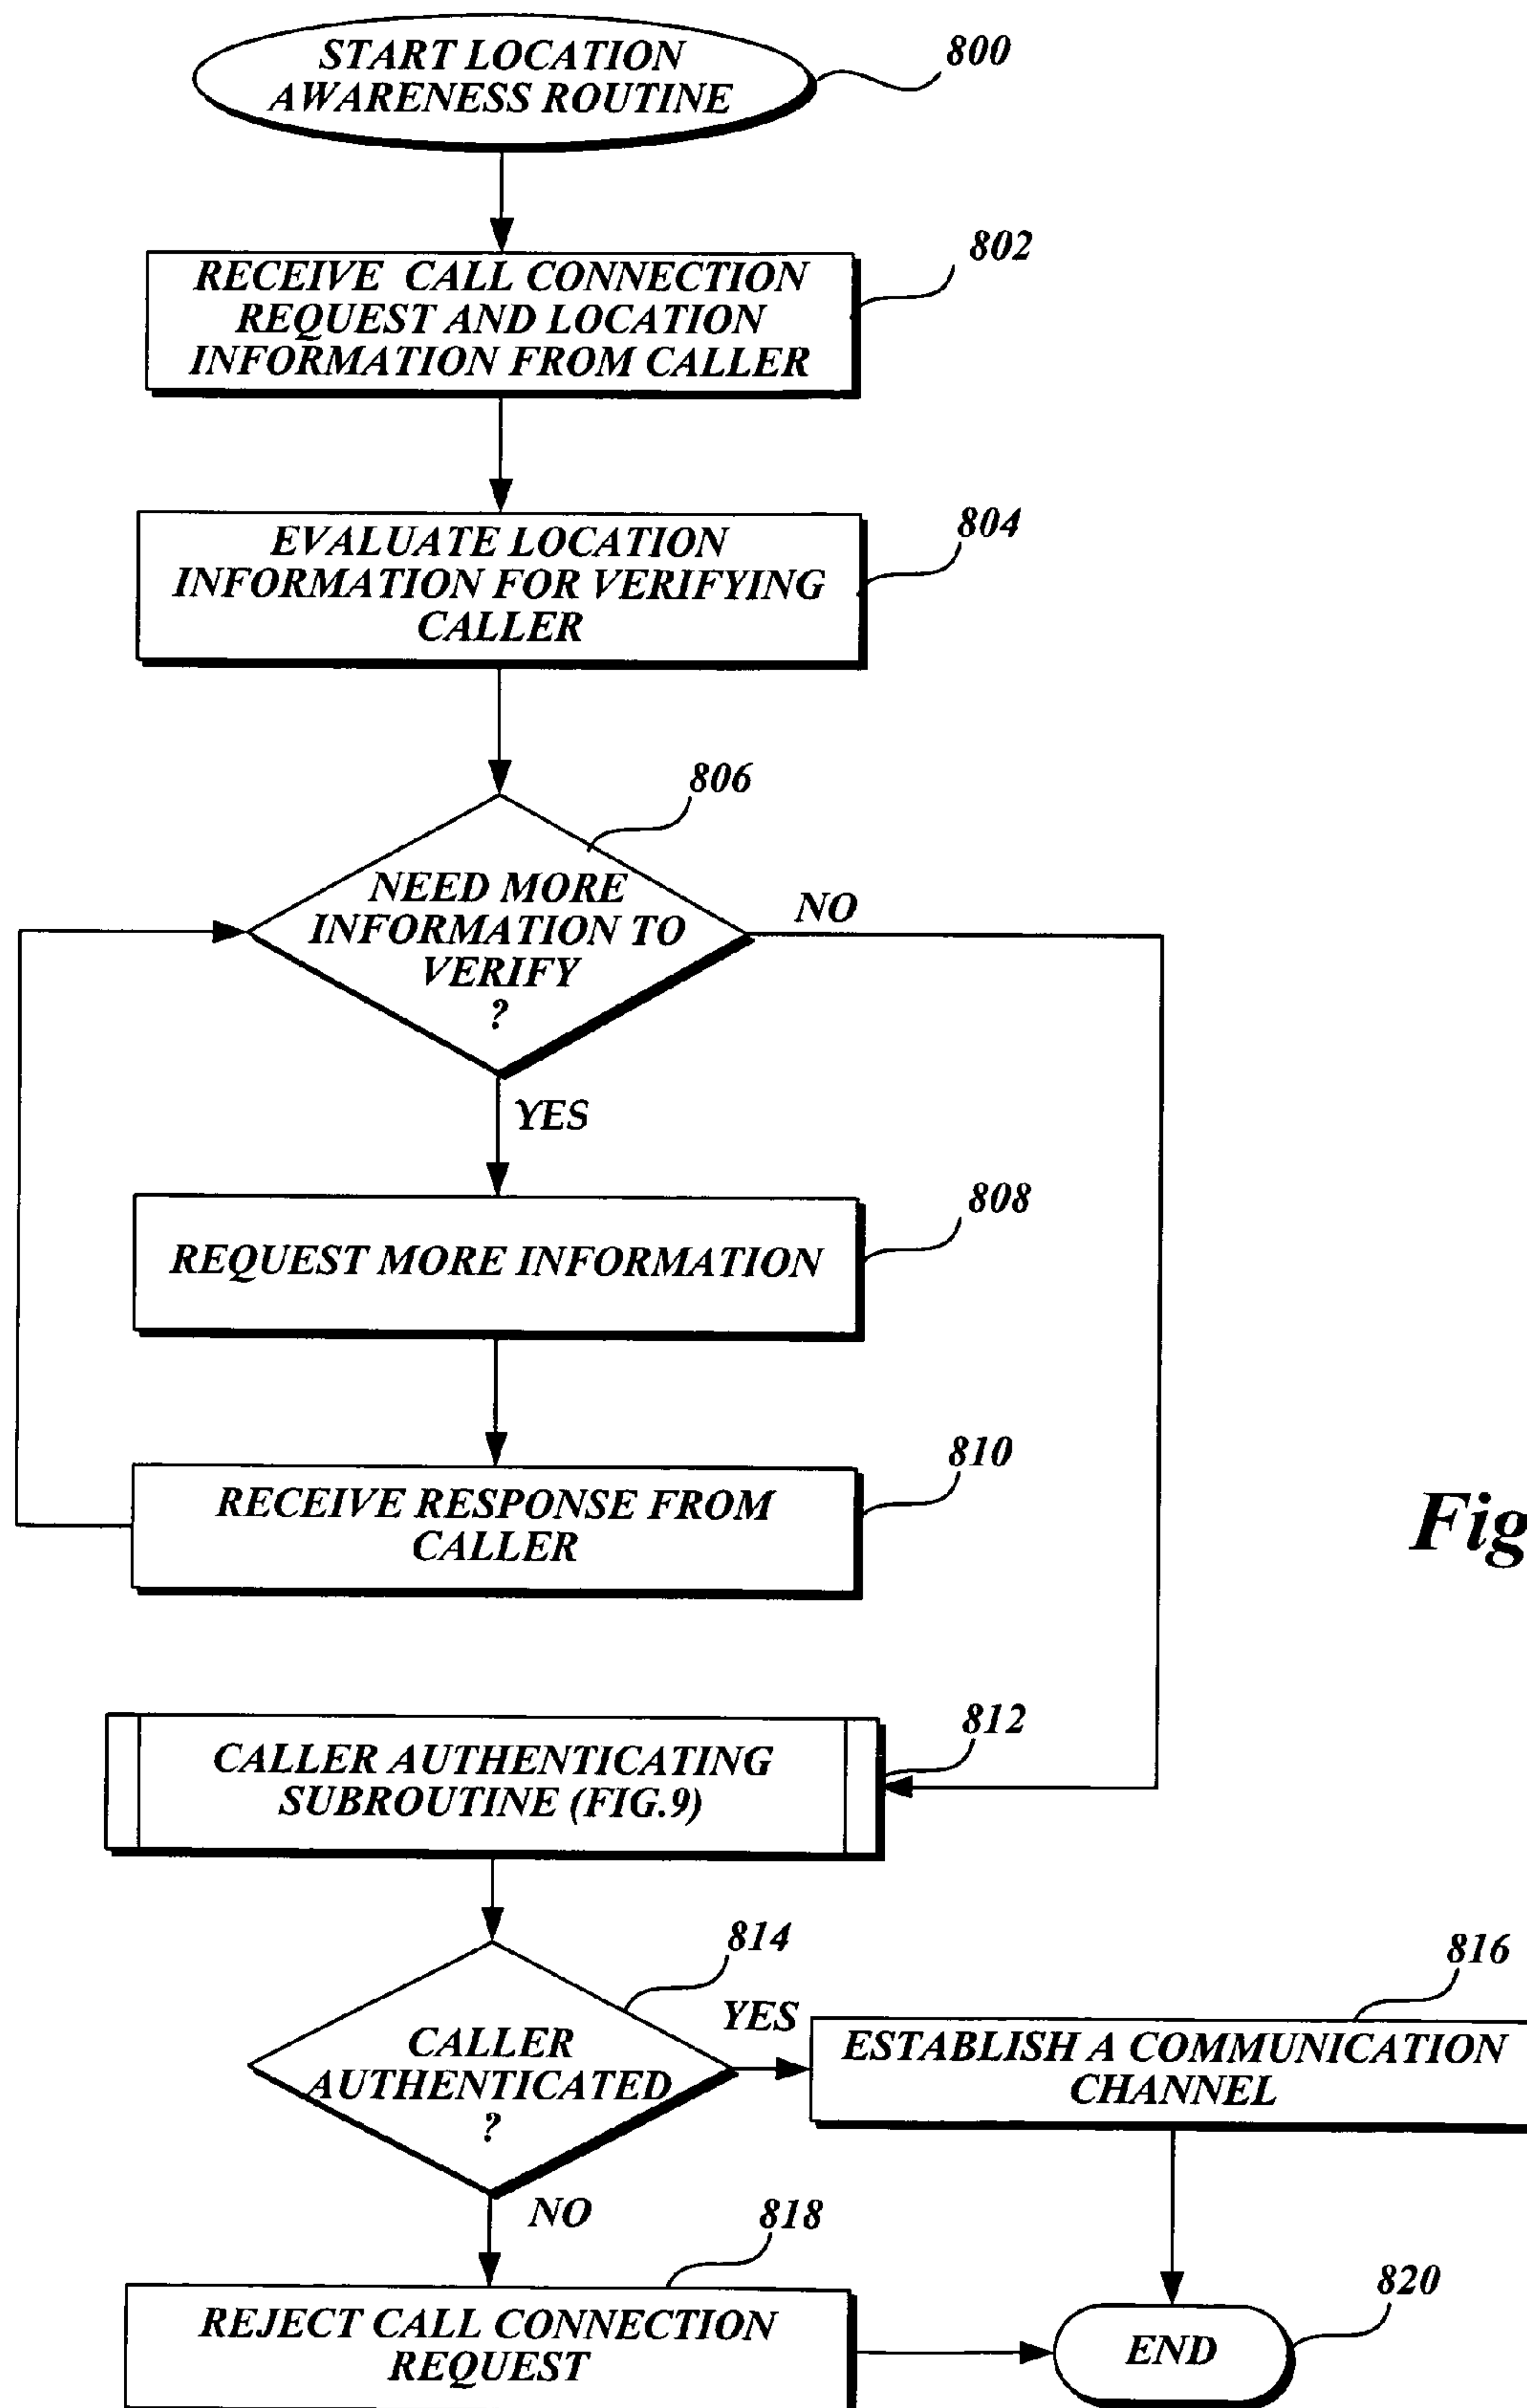 START LOCATION
AWARENESS ROUTINE
800
802
RECEIVE CALL CONNECTION
REQUEST AND LOCATION
INFORMATION FROM CALLER
804
EVALUATE LOCATION
INFORMATION FOR VERIFYING
CALLER
806
NEED MORE
INFORMATION TO
VERIFY
?
NO
YES
808
REQUEST MORE INFORMATION
810
RECEIVE RESPONSE FROM
CALLER
Fig
812
CALLER AUTHENTICATING
SUBROUTINE (FIG.9)
814
CALLER
AUTHENTICATED
?
YES
816
ESTABLISH A COMMUNICATION
CHANNEL
NO
818
REJECT CALL CONNECTION
REQUEST
820
END